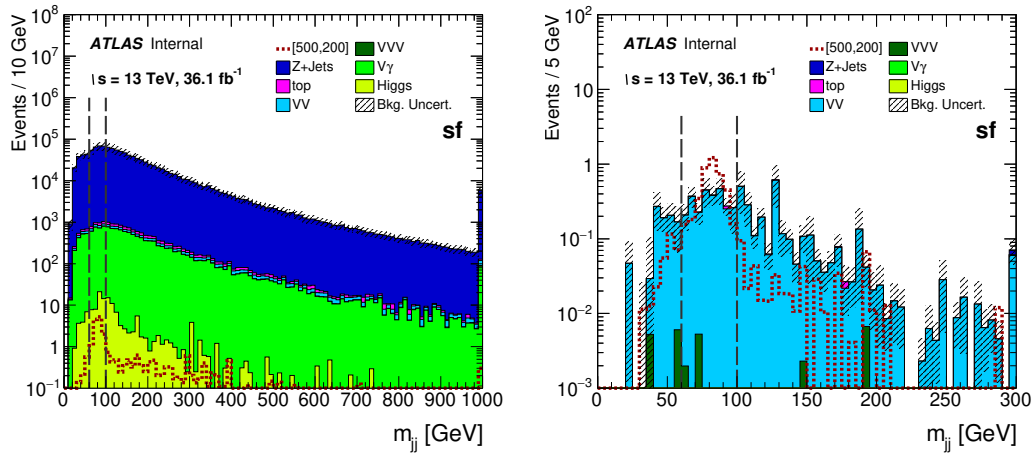 Events / 10 GeV
10^8
10^7
10^6
10^5
10^4
10^3
10^2
10
1
10^-1
ATLAS Internal
\ s = 13 TeV, 36.1 fb^-1
[500,200]
Z+Jets
top
VV
VVV
Vγ
Higgs
Bkg. Uncert.
sf
0 100 200 300 400 500 600 700 800 900 1000
m_jj [GeV]
Events / 5 GeV
10^2
10
1
10^-1
10^-2
10^-3
ATLAS Internal
\ s = 13 TeV, 36.1 fb^-1
[500,200]
Z+Jets
top
VV
VVV
Vγ
Higgs
Bkg. Uncert.
sf
0 50 100 150 200 250 300
m_jj [GeV]